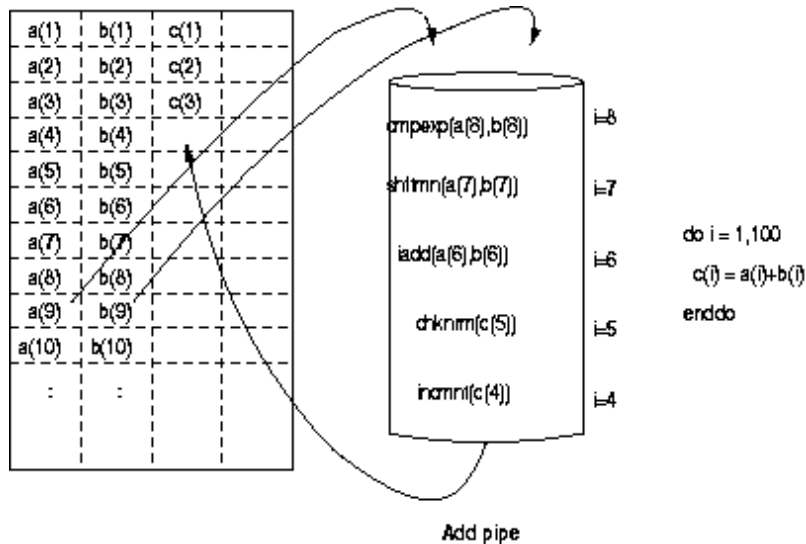 a(1) b(1) c(1)
a(2) b(2) c(2)
a(3) b(3) c(3)
a(4) b(4)
a(5) b(5)
a(6) b(6)
a(7) b(7)
a(8) b(8)
a(9) b(9)
a(10) b(10)
: :
cmpexp(a(8),b(8)) i=8
shftmn(a(7),b(7)) i=7
iadd(a(6),b(6)) i=6
chknrm(c(5)) i=5
incmnt(c(4)) i=4
Add pipe
do i = 1,100
c(i) = a(i)+b(i)
enddo